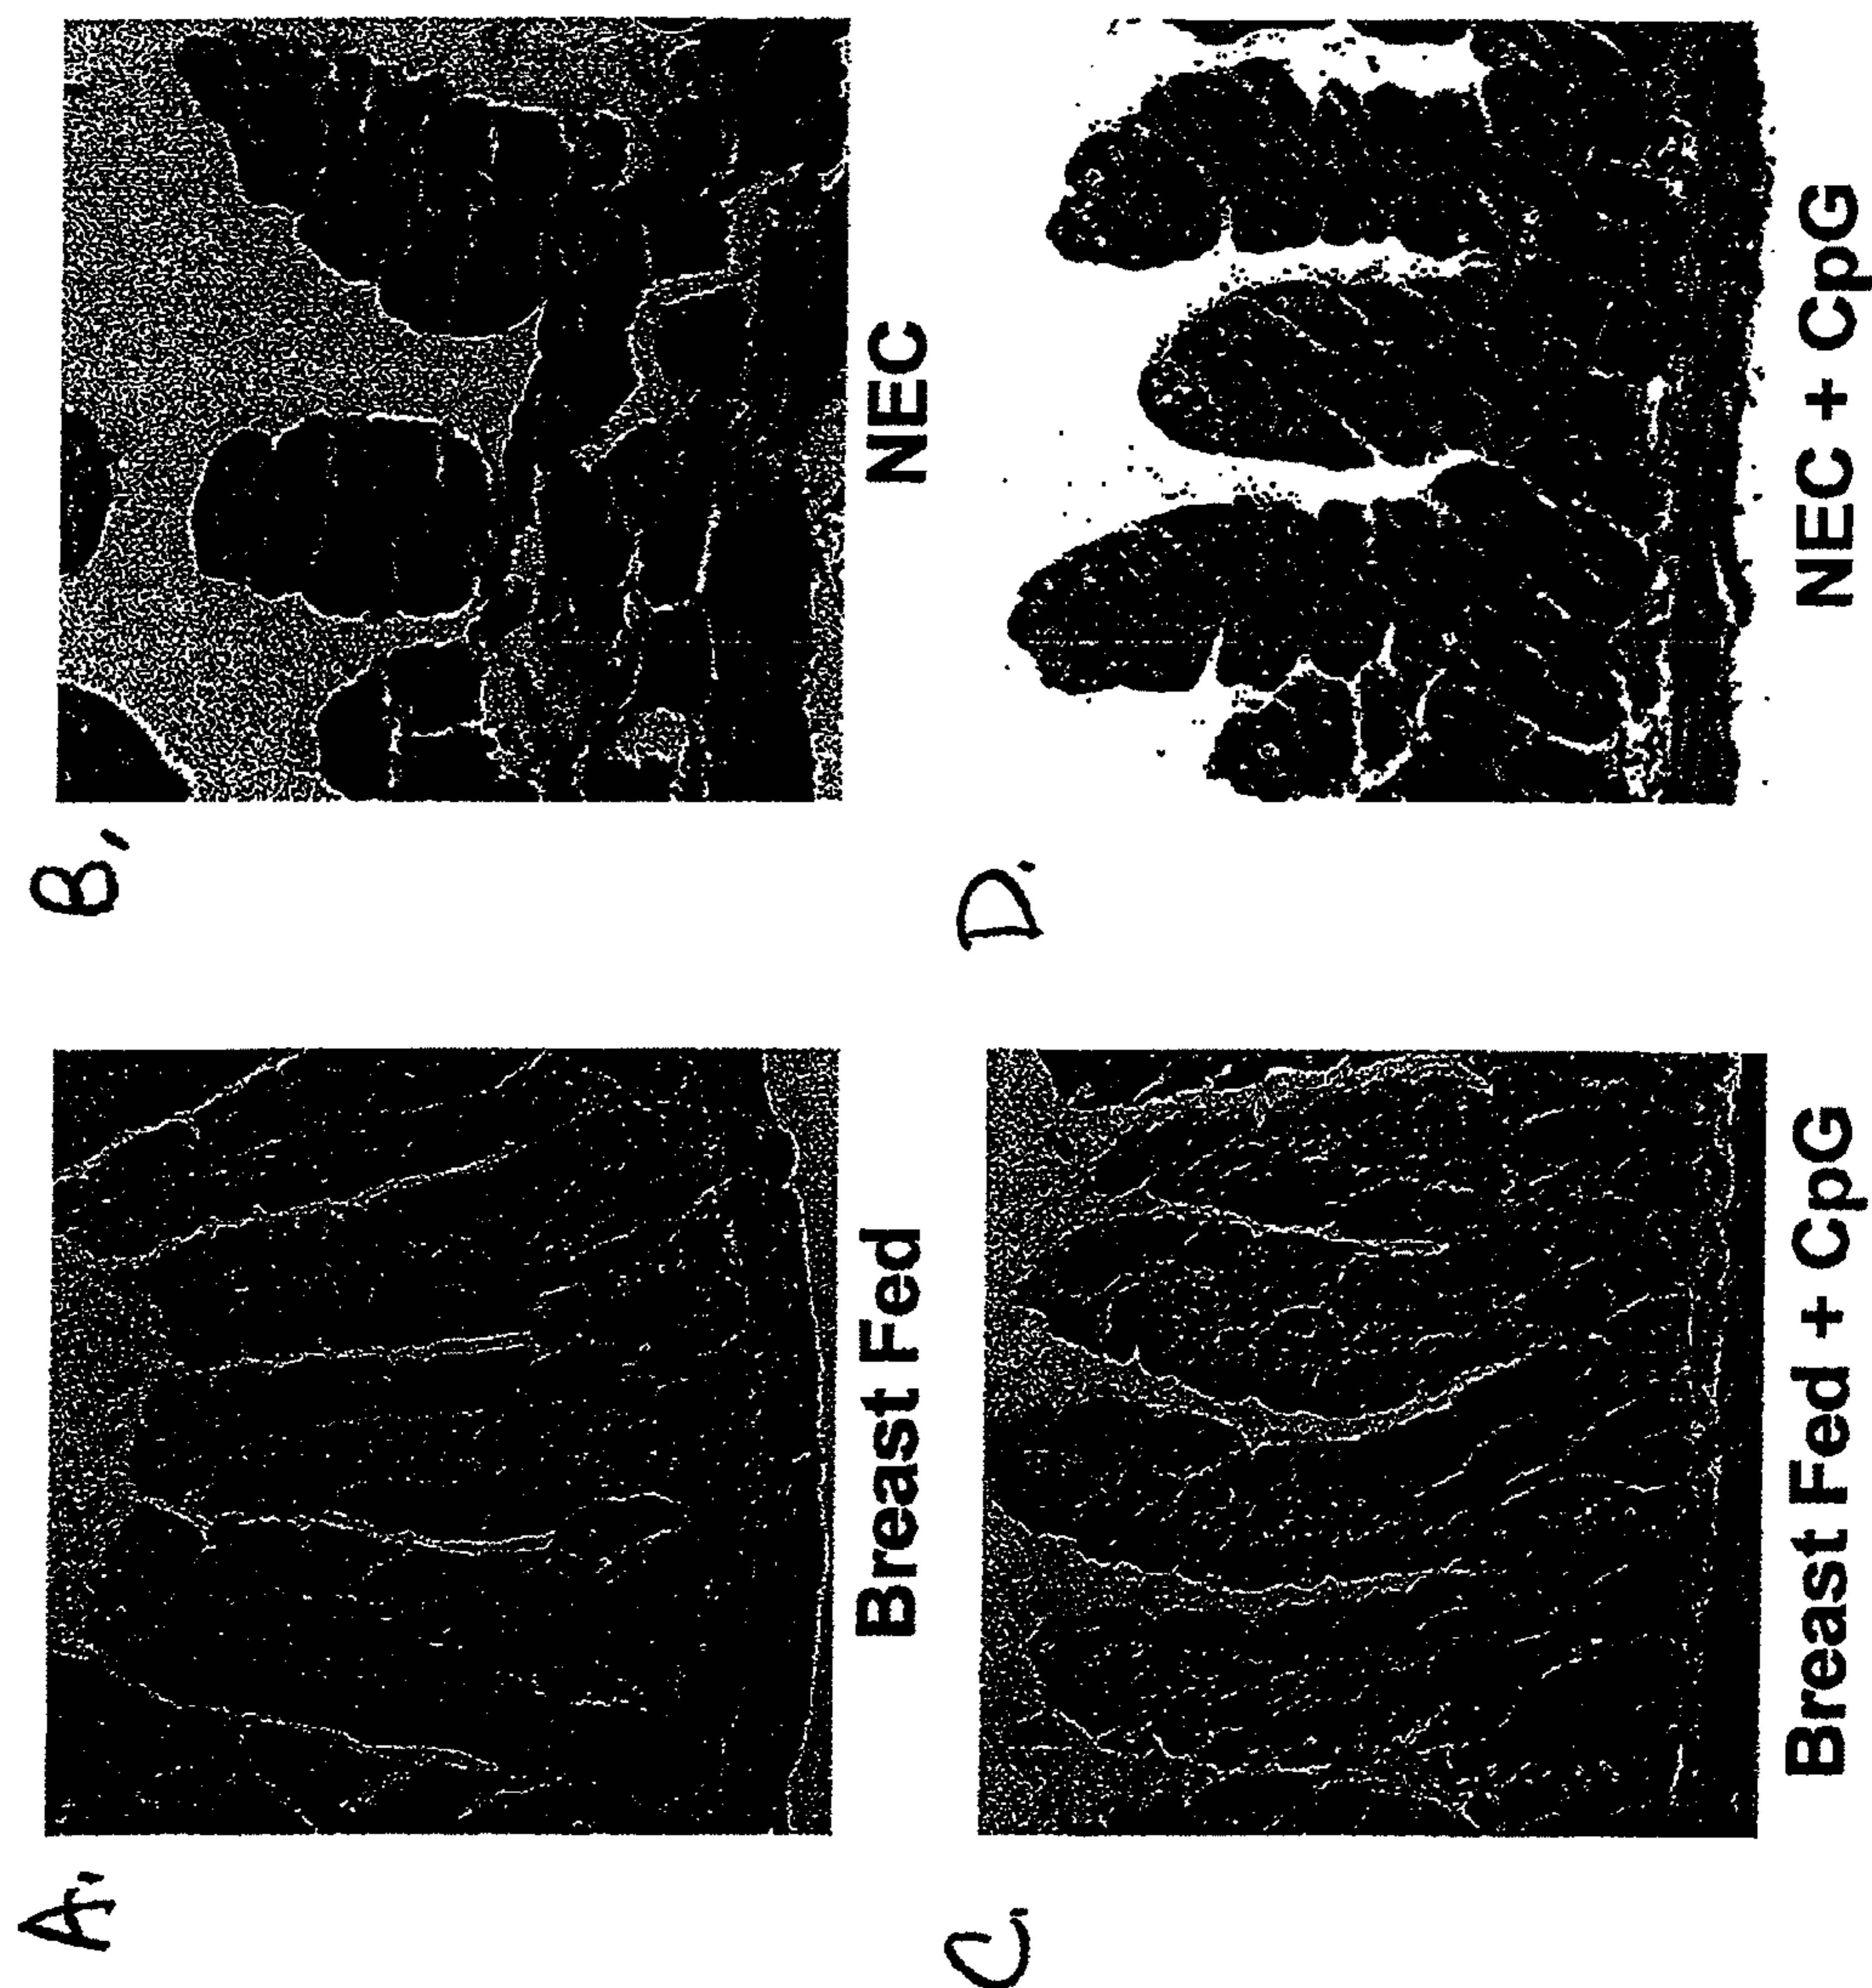 A.
Breast Fed
B.
NEC
C.
Breast Fed + CpG
D.
NEC + CpG